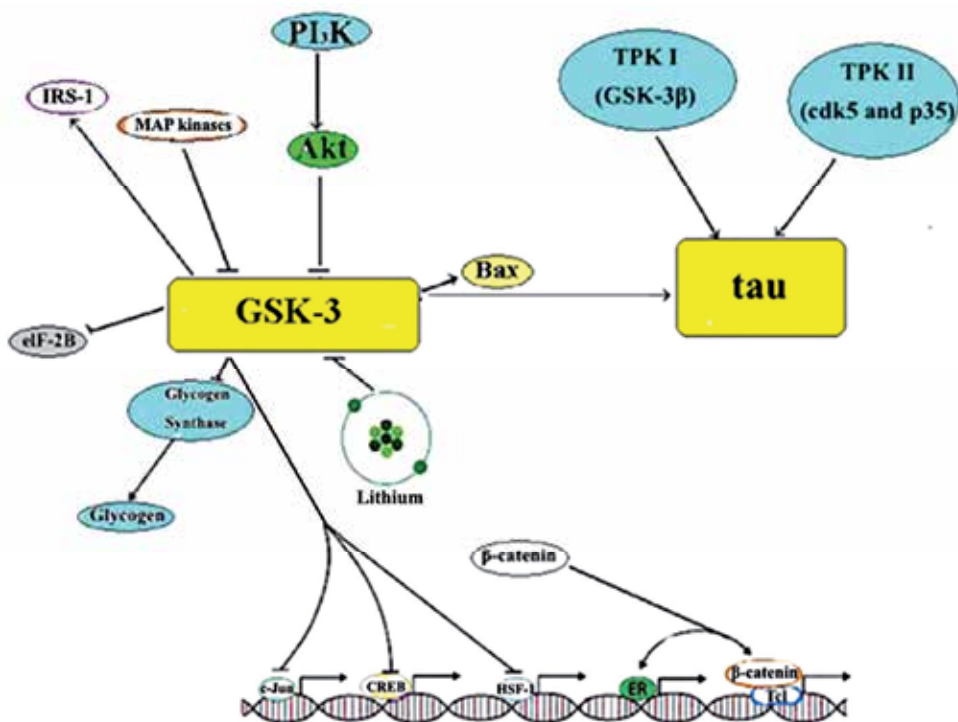 PI3K
TPK I
(GSK-3β)
TPK II
(cdk5 and p35)
IRS-1
MAP kinases
Akt
Bax
GSK-3
tau
eIF-2B
Glycogen
Synthase
Lithium
Glycogen
β-catenin
c-Jun
CREB
HSF-1
ER
β-catenin
Tcf